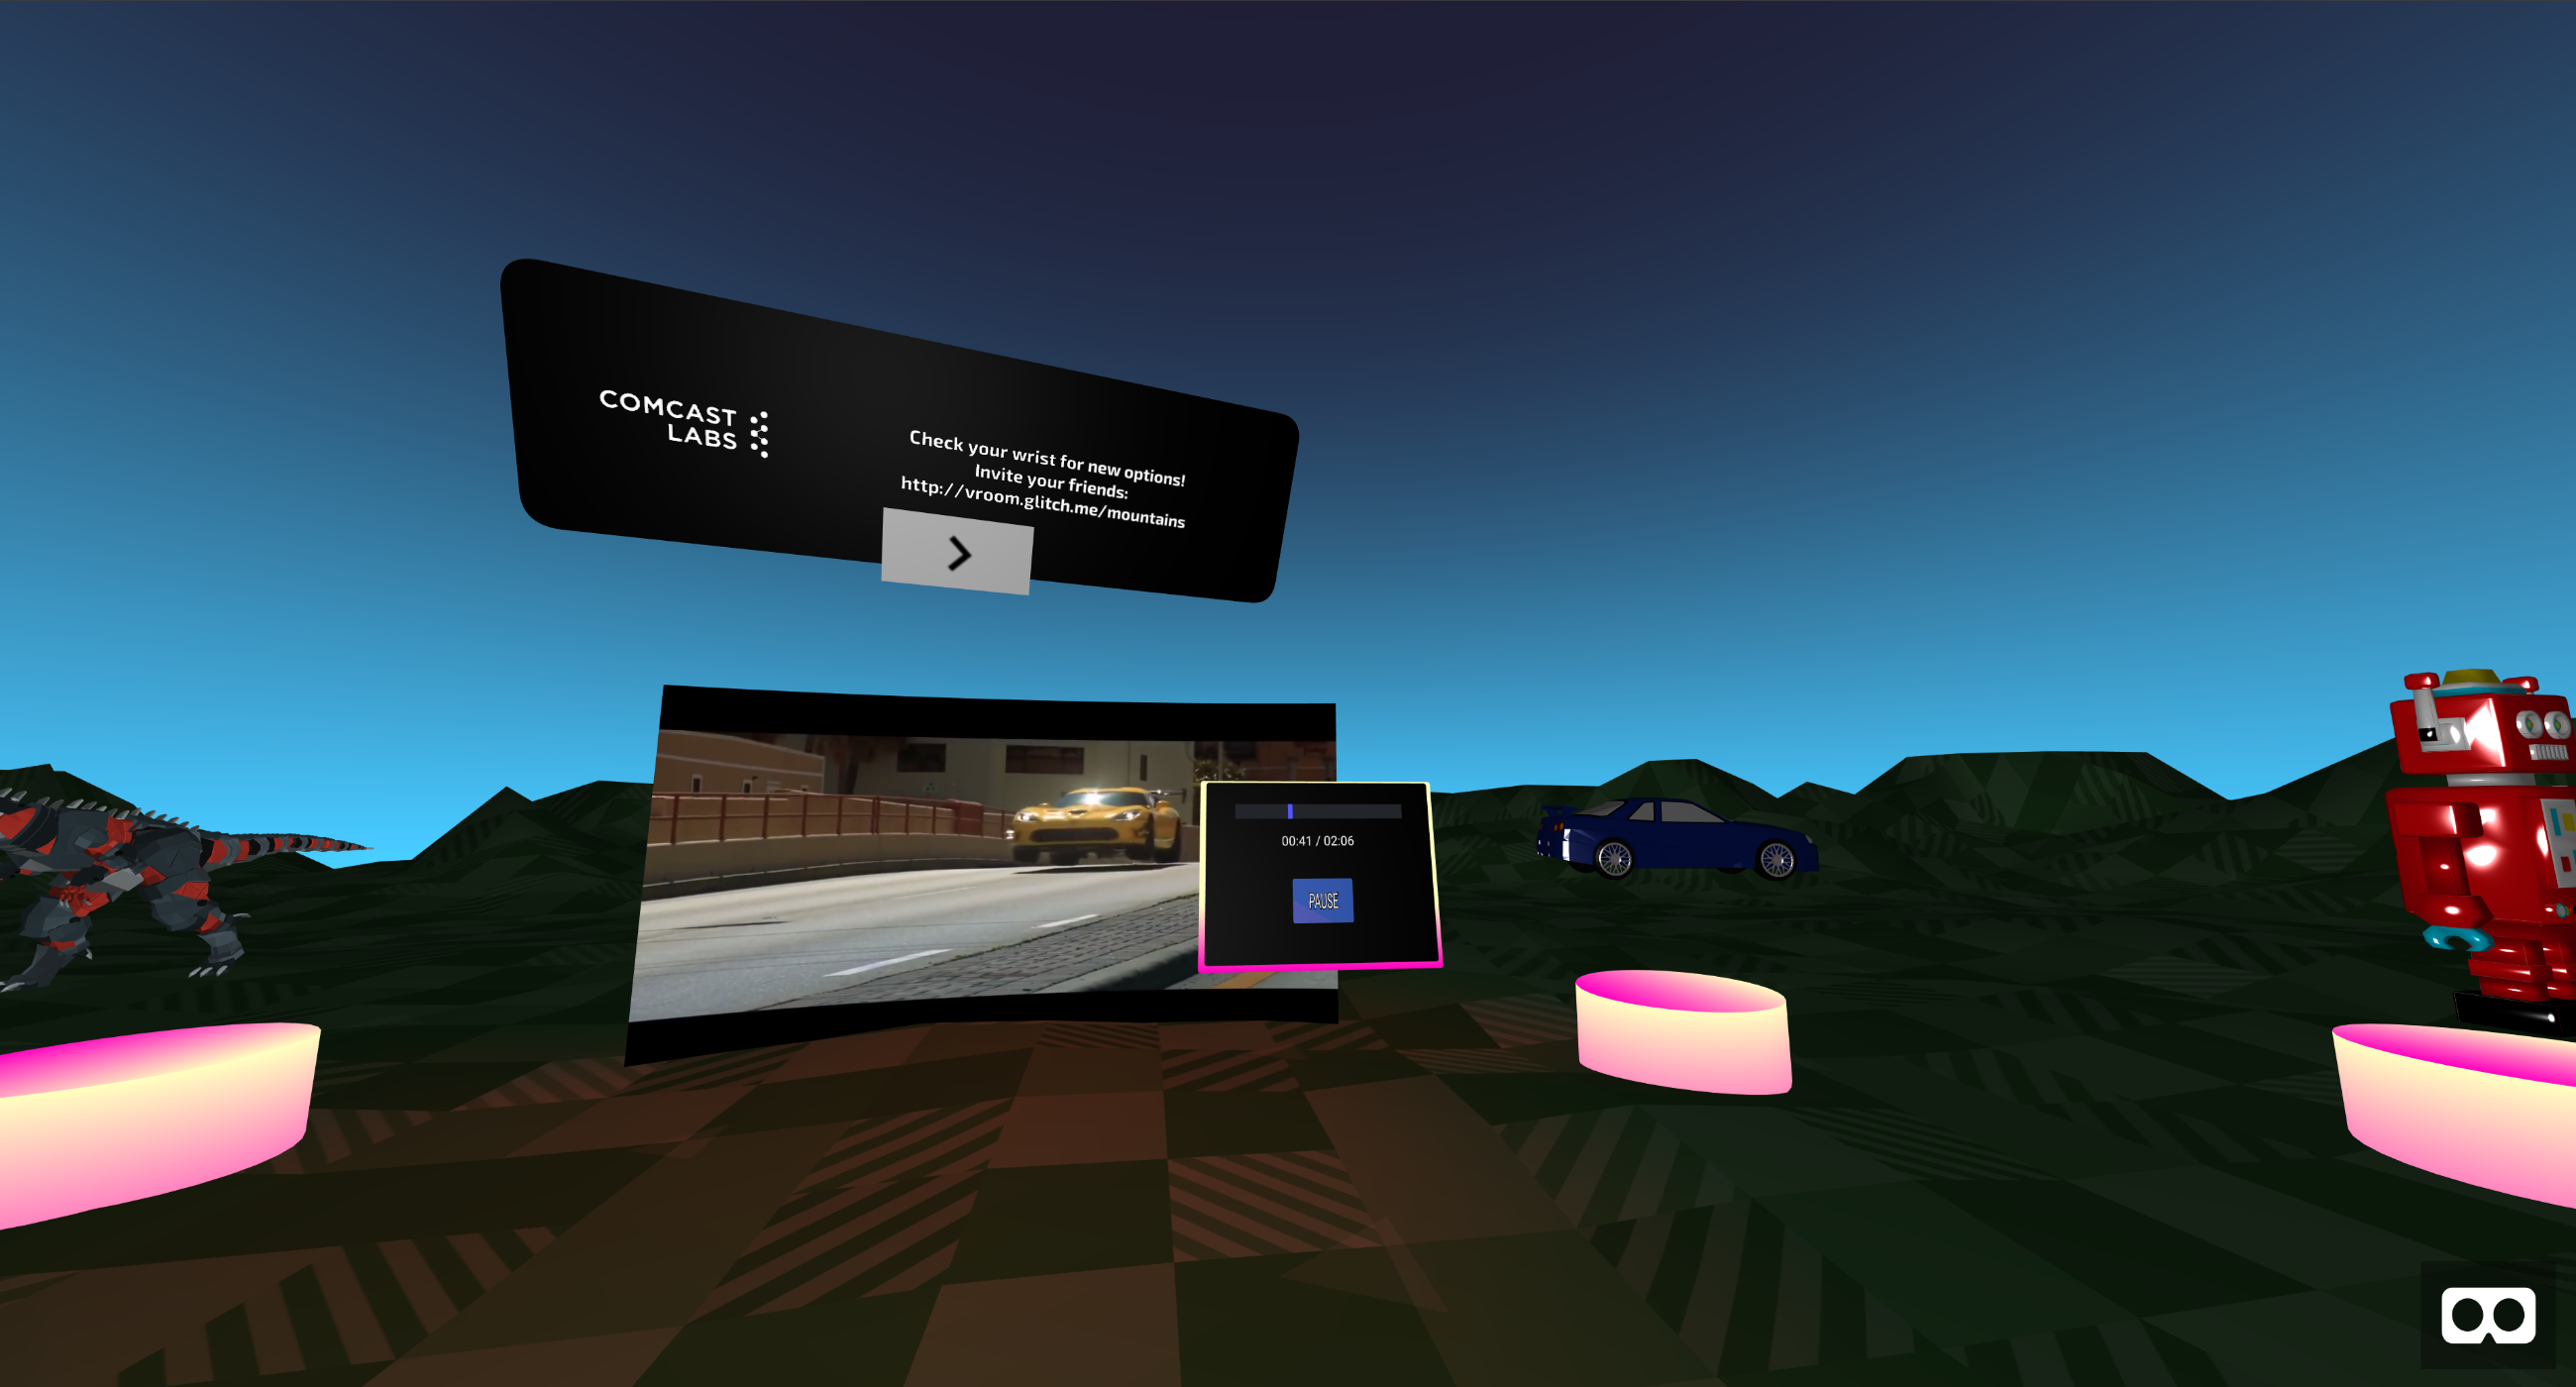 COMCAST
LABS
Check your wrist for new options!
Invite your friends:
http://vroom.glitch.me/mountains
00:41 / 02:06
PAUSE